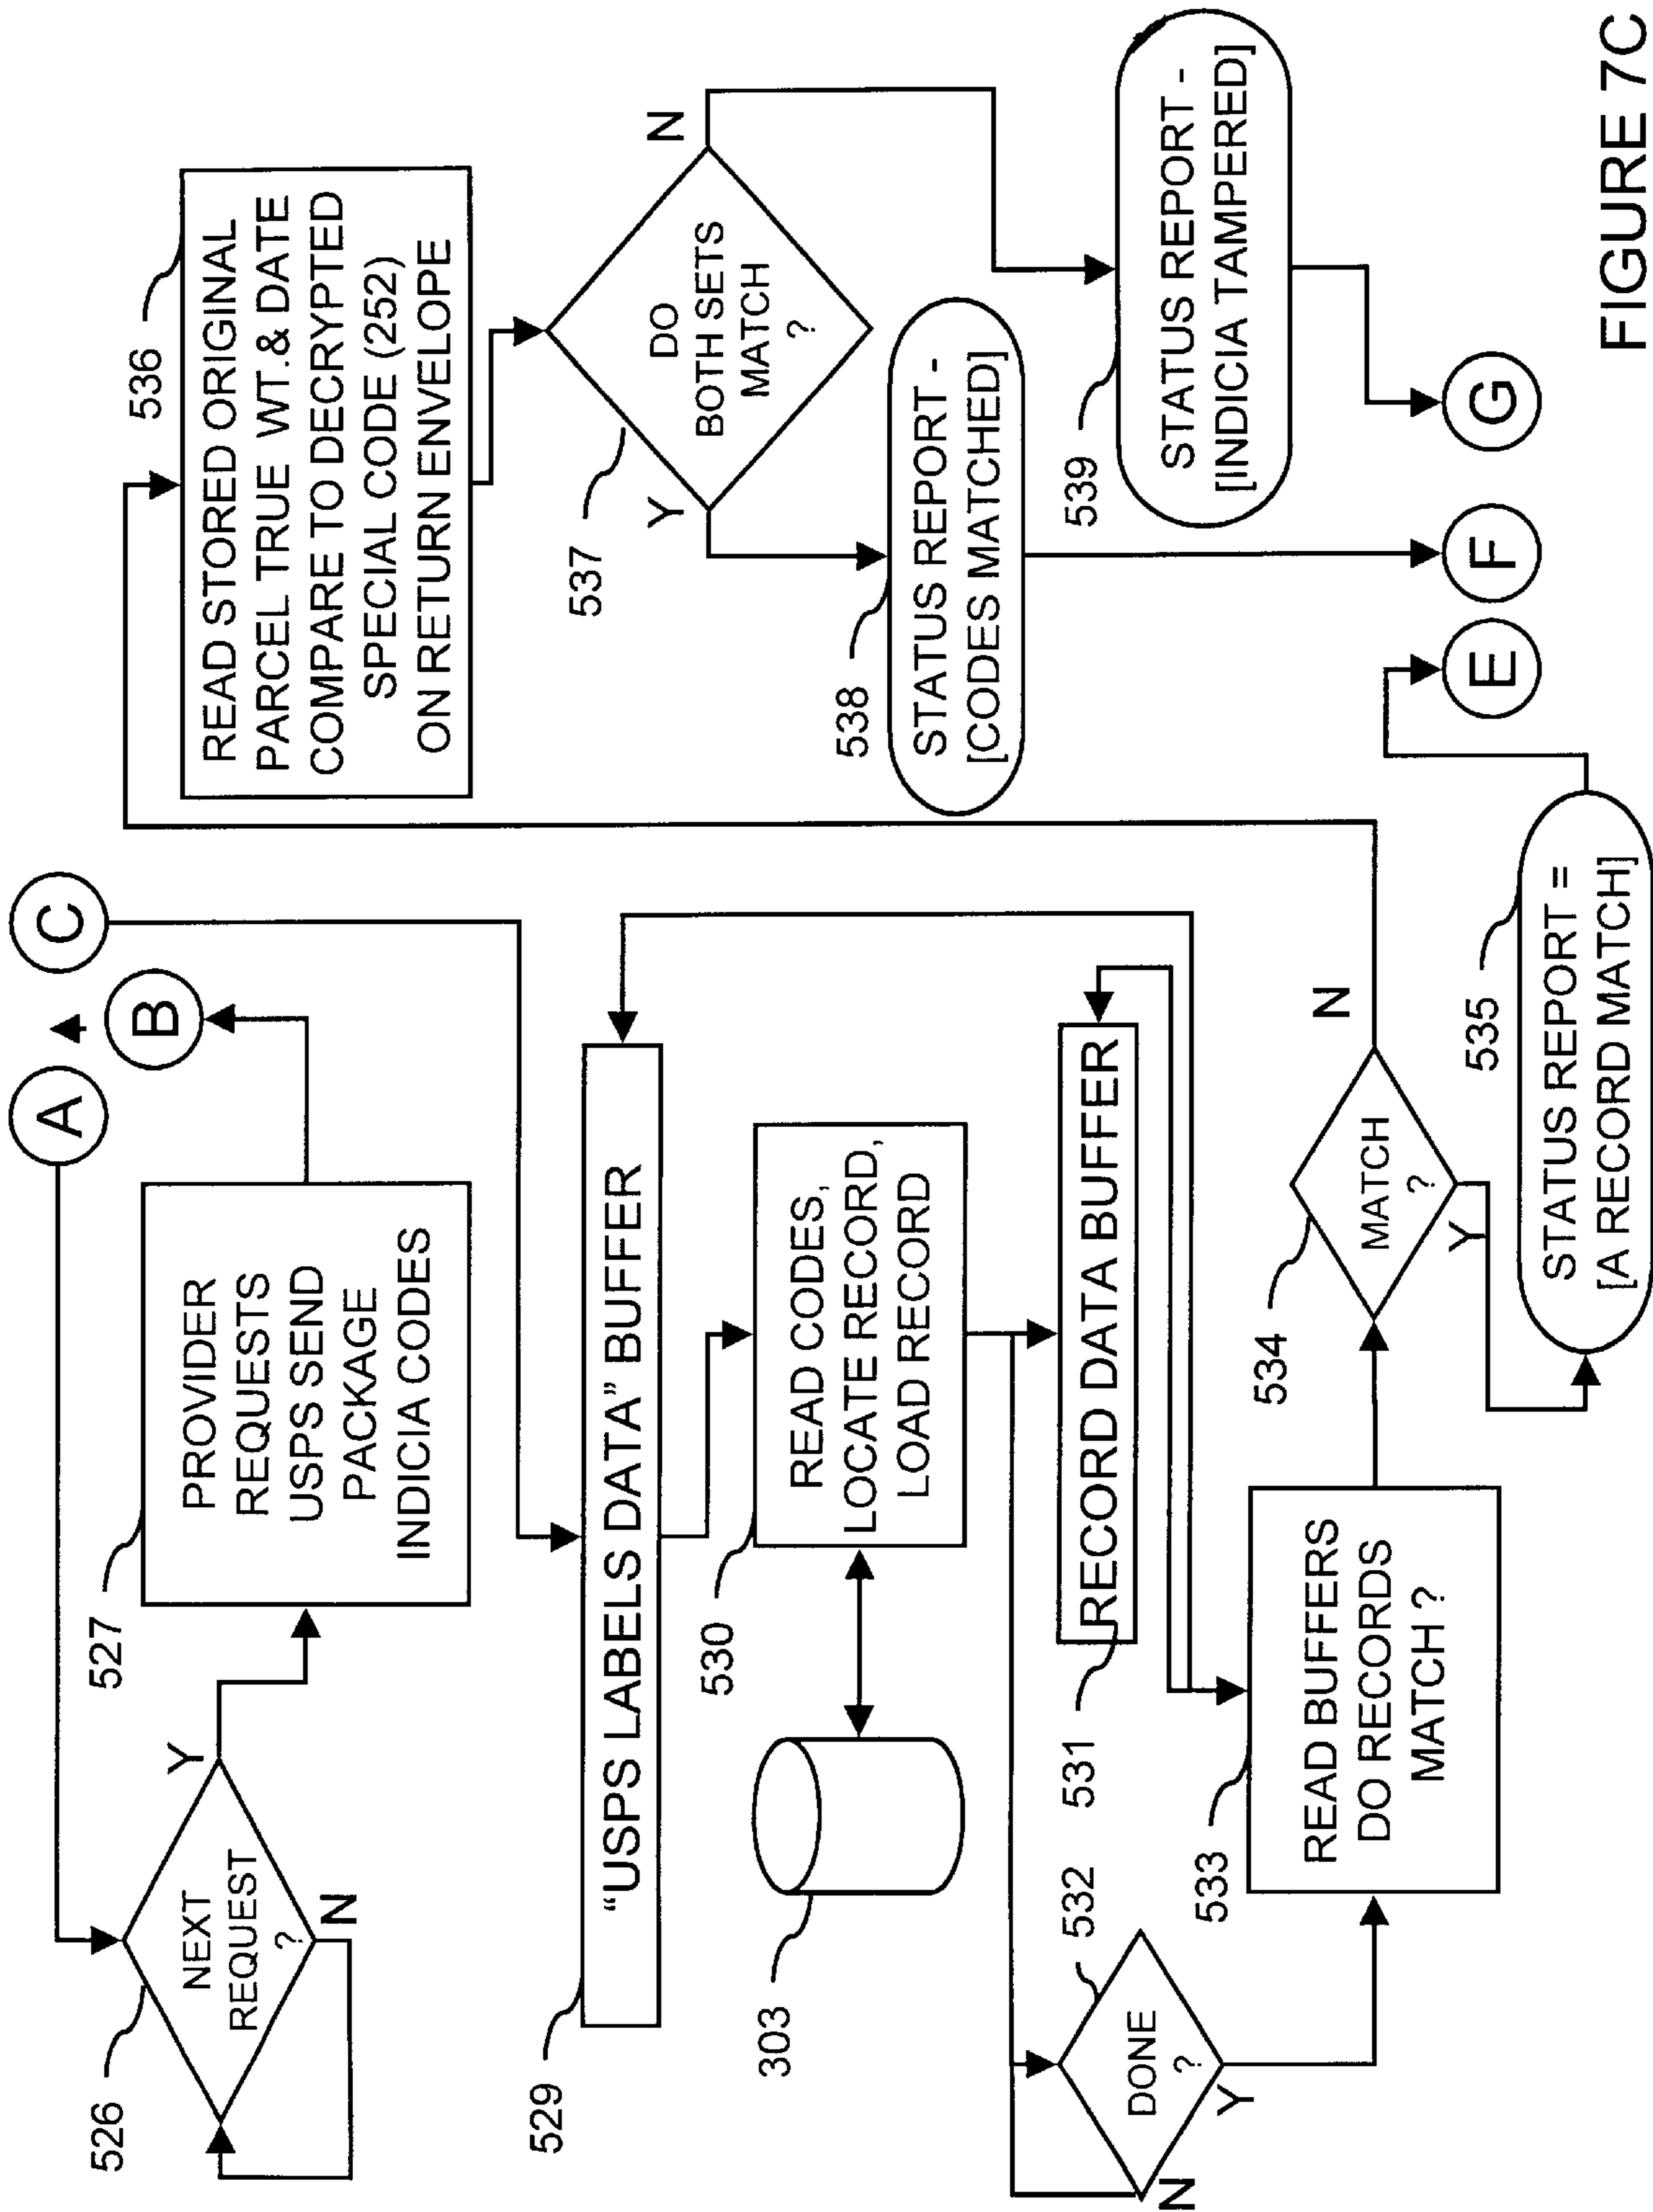 A
B
C
526
NEXT
REQUEST
?
Y
N
527
PROVIDER
REQUESTS
USPS SEND
PACKAGE
INDICIA CODES
529
“USPS LABELS DATA” BUFFER
530
READ CODES,
LOCATE RECORD,
LOAD RECORD
303
531
RECORD DATA BUFFER
532
DONE
?
N
Y
533
READ BUFFERS
DO RECORDS
MATCH ?
534
MATCH
?
N
Y
535
STATUS REPORT =
[A RECORD MATCH]
536
READ STORED ORIGINAL
PARCEL TRUE WT.& DATE
COMPARE TO DECRYPTED
SPECIAL CODE (252)
ON RETURN ENVELOPE
537
DO
BOTH SETS
MATCH
?
Y
N
538
STATUS REPORT -
[CODES MATCHED]
539
STATUS REPORT -
[INDICIA TAMPERED]
E
F
G
FIGURE 7C